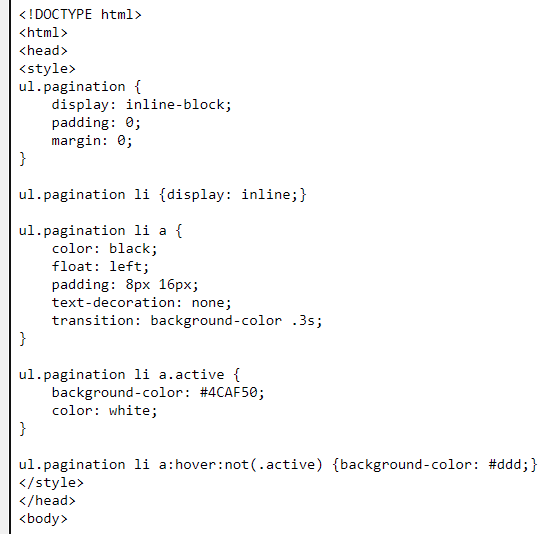 <!DOCTYPE html>
<html>
<head>
<style>
ul.pagination {
    display: inline-block;
    padding: 0;
    margin: 0;
}

ul.pagination li {display: inline;}

ul.pagination li a {
    color: black;
    float: left;
    padding: 8px 16px;
    text-decoration: none;
    transition: background-color .3s;
}

ul.pagination li a.active {
    background-color: #4CAF50;
    color: white;
}

ul.pagination li a:hover:not(.active) {background-color: #ddd;}
</style>
</head>
<body>